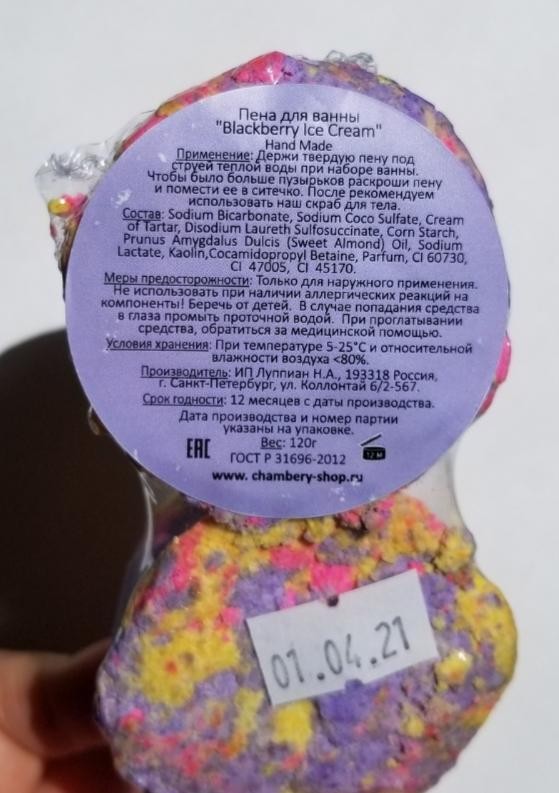 Пена для ванны
"Blackberry Ice Cream"
Hand Made
Применение: Держи твердую пену под
струей теплой воды при наборе ванны.
Чтобы было больше пузырьков раскроши пену
и помести ее в ситечко. После рекомендуем
использовать наш скраб для тела.
Состав: Sodium Bicarbonate, Sodium Coco Sulfate, Cream
of Tartar, Disodium Laureth Sulfosuccinate, Corn Starch,
Prunus Amygdalus Dulcis (Sweet Almond) Oil, Sodium
Lactate, Kaolin,Cocamidopropyl Betaine, Parfum, CI 60730,
CI 47005, CI 45170.
Меры предосторожности: Только для наружного применения.
Не использовать при наличии аллергических реакций на
компоненты! Беречь от детей. В случае попадания средства
в глаза промыть проточной водой. При проглатывании
средства, обратиться за медицинской помощью.
Условия хранения: При температуре 5-25°С и относительной
влажности воздуха <80%.
Производитель: ИП Луппиан Н.А., 193318 Россия,
г. Санкт-Петербург, ул. Коллонтай 6/2-567.
Срок годности: 12 месяцев с даты производства.
Дата производства и номер партии
указаны на упаковке.
Вес: 120г
ЕАС ГОСТ Р 31696-2012 12 M
www. chambery-shop.ru
01.04.21